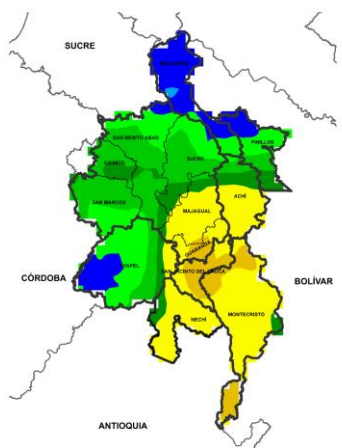 SUCRE
MAGANGUÉ
SAN BENITO ABAD
SUCRE
PINILLOS
CAIMITO
SAN MARCOS
ACHÍ
MAJAGUAL
GUARANDA
CÓRDOBA
AYAPEL
SAN JACINTO DEL CAUCA
BOLÍVAR
NECHÍ
MONTECRISTO
ANTIOQUIA